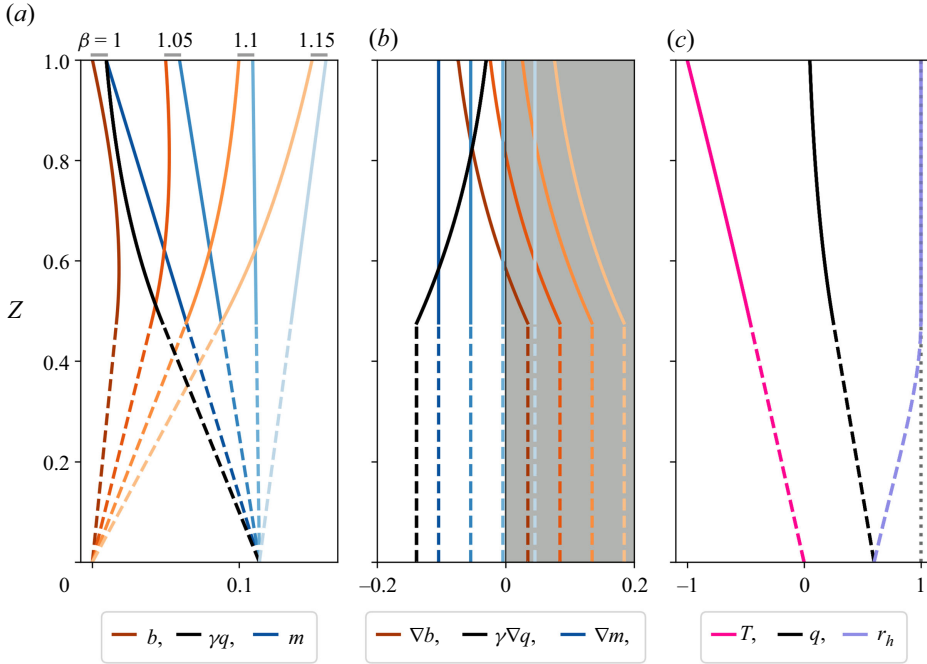 (a)
β = 1 1.05 1.1 1.15
(b)
(c)
1.0
0.8
0.6
Z
0.4
0.2
0 0.1
−0.2 0 0.2
−1 0 1
b, γq, m
∇b, γ∇q, ∇m,
T, q, r_h